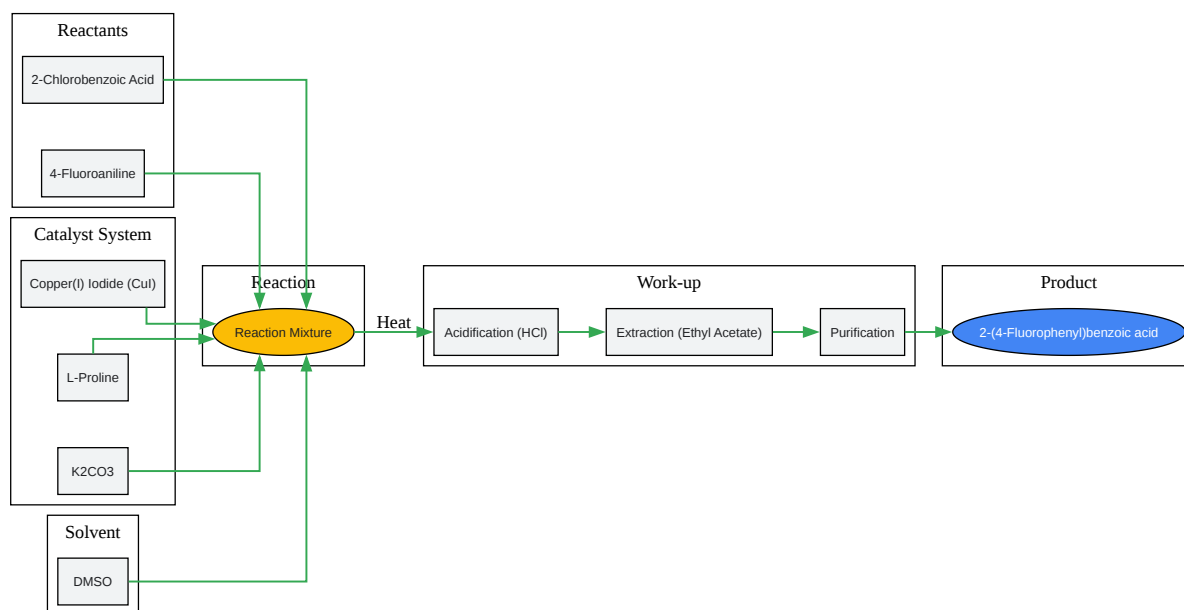 Reactants
2-Chlorobenzoic Acid
4-Fluoroaniline
Catalyst System
Copper(I) Iodide (CuI)
L-Proline
K2CO3
Solvent
DMSO
Reaction
Reaction Mixture
Heat
Work-up
Acidification (HCl)
Extraction (Ethyl Acetate)
Purification
Product
2-(4-Fluorophenyl)benzoic acid